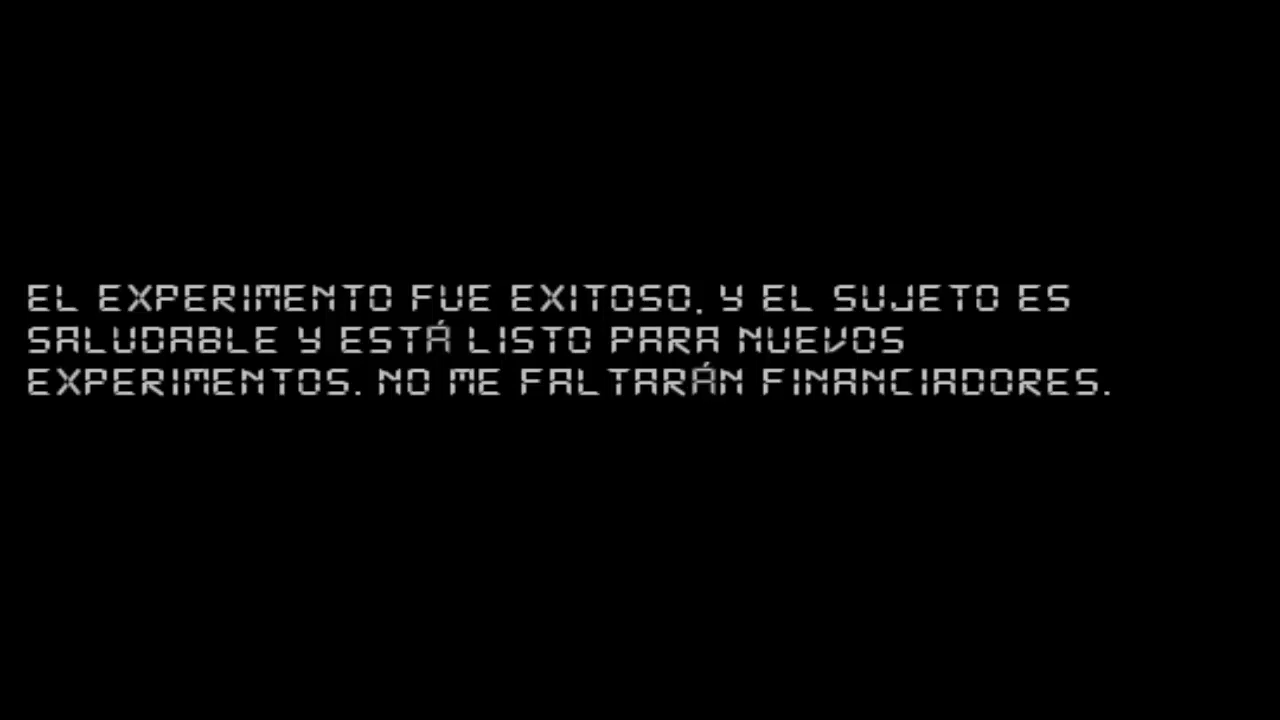 EL EXPERIMENTO FUE EXITOSO, Y EL SUJETO ES
SALUDABLE Y ESTÁ LISTO PARA NUEVOS
EXPERIMENTOS. NO ME FALTARÁN FINANCIADORES.